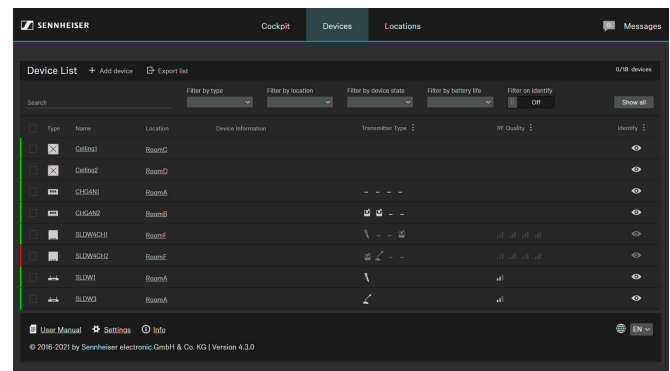 SENNHEISER Cockpit Devices Locations 0 Messages
Device List + Add device Export list 0/18 devices
Filter by type Filter by location Filter by device state Filter by battery life Filter on identify
Search Off Show all
Type Name Location Device Information Transmitter Type RF Quality Identify
Ceiling1 RoomC
Ceiling2 RoomD
CHG4N1 RoomA
CHG4N2 RoomB
SLDW4CH1 RoomF
SLDW4CH2 RoomF
SLDW1 RoomA
SLDW3 RoomA
User Manual Settings Info EN
© 2016-2021 by Sennheiser electronic GmbH & Co. KG | Version 4.3.0